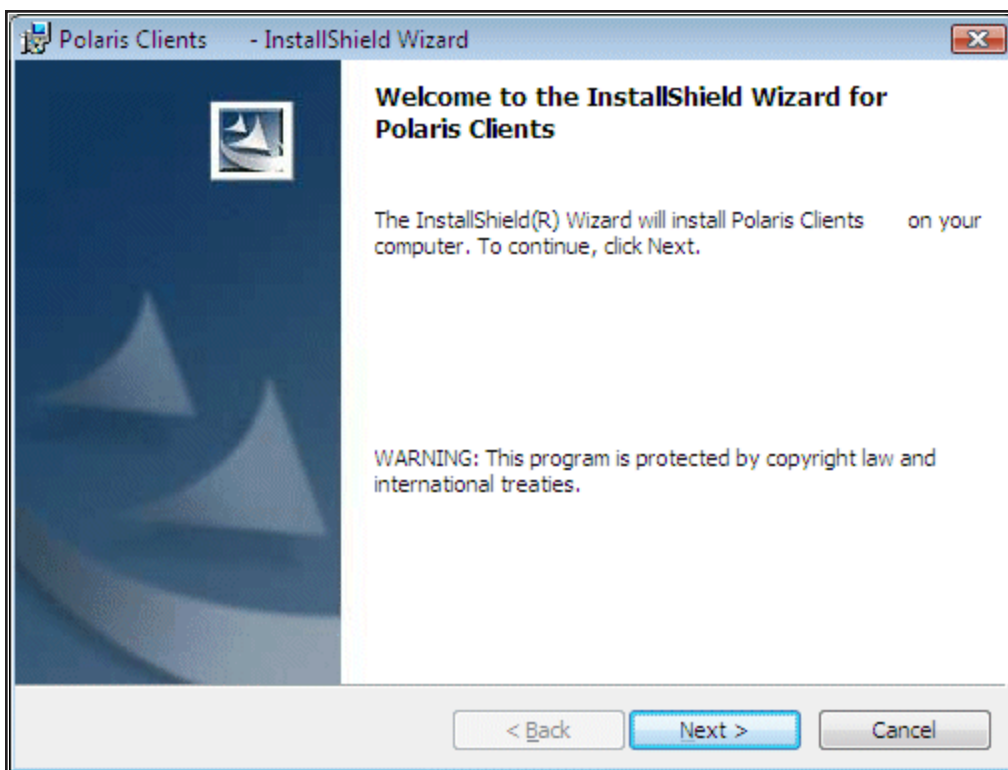 Polaris Clients - InstallShield Wizard
Welcome to the InstallShield Wizard for
Polaris Clients
The InstallShield(R) Wizard will install Polaris Clients on your
computer. To continue, click Next.
WARNING: This program is protected by copyright law and
international treaties.
< Back Next > Cancel